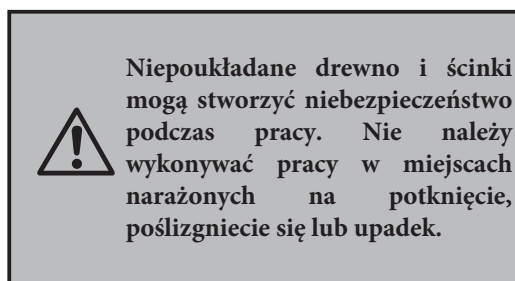 Niepoukładane drewno i ścinki
mogą stworzyć niebezpieczeństwo
podczas pracy. Nie należy
wykonywać pracy w miejscach
narażonych na potknięcie,
poślizgniecie się lub upadek.